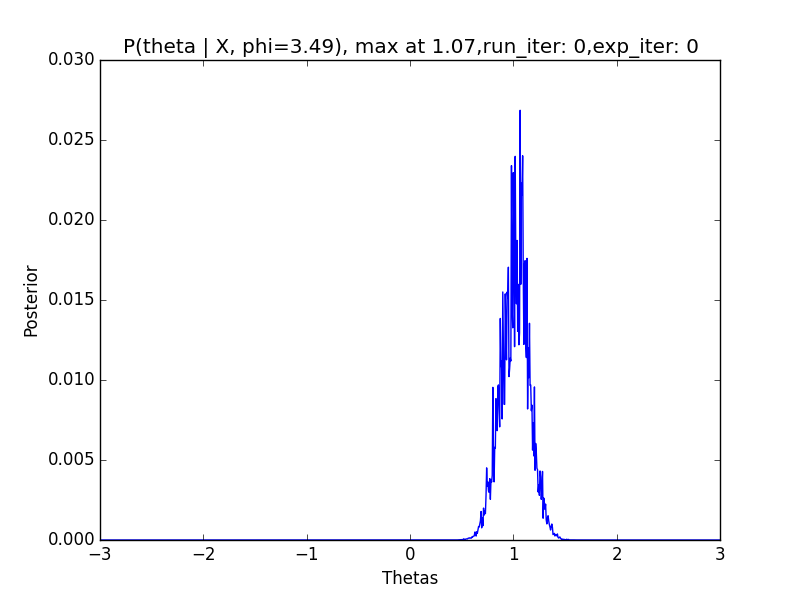 P(theta | X, phi=3.49), max at 1.07,run_iter: 0,exp_iter: 0
0.030
0.025
0.020
0.015
0.010
0.005
0.000
Posterior
−3 −2 −1 0 1 2 3
Thetas